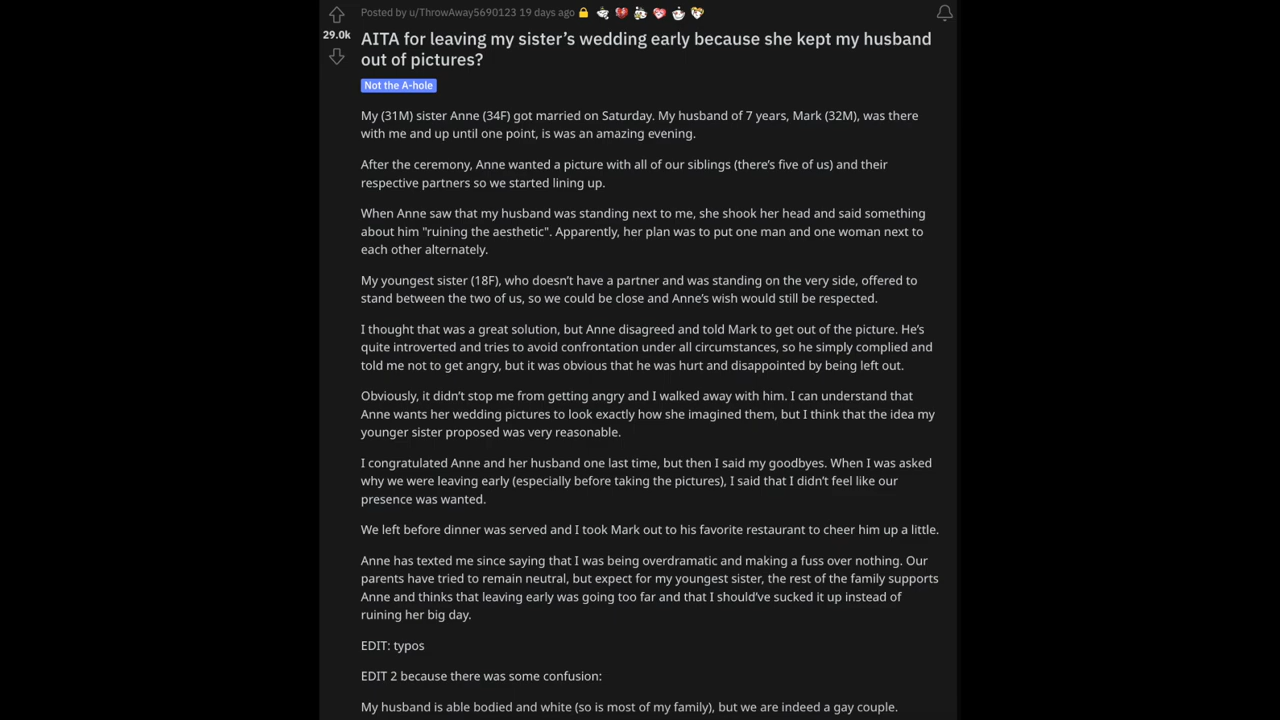 Posted by u/ThrowAway5690123 19 days ago
29.0k
AITA for leaving my sister’s wedding early because she kept my husband
out of pictures?
Not the A-hole
My (31M) sister Anne (34F) got married on Saturday. My husband of 7 years, Mark (32M), was there
with me and up until one point, is was an amazing evening.
After the ceremony, Anne wanted a picture with all of our siblings (there’s five of us) and their
respective partners so we started lining up.
When Anne saw that my husband was standing next to me, she shook her head and said something
about him "ruining the aesthetic". Apparently, her plan was to put one man and one woman next to
each other alternately.
My youngest sister (18F), who doesn’t have a partner and was standing on the very side, offered to
stand between the two of us, so we could be close and Anne’s wish would still be respected.
I thought that was a great solution, but Anne disagreed and told Mark to get out of the picture. He’s
quite introverted and tries to avoid confrontation under all circumstances, so he simply complied and
told me not to get angry, but it was obvious that he was hurt and disappointed by being left out.
Obviously, it didn’t stop me from getting angry and I walked away with him. I can understand that
Anne wants her wedding pictures to look exactly how she imagined them, but I think that the idea my
younger sister proposed was very reasonable.
I congratulated Anne and her husband one last time, but then I said my goodbyes. When I was asked
why we were leaving early (especially before taking the pictures), I said that I didn’t feel like our
presence was wanted.
We left before dinner was served and I took Mark out to his favorite restaurant to cheer him up a little.
Anne has texted me since saying that I was being overdramatic and making a fuss over nothing. Our
parents have tried to remain neutral, but expect for my youngest sister, the rest of the family supports
Anne and thinks that leaving early was going too far and that I should’ve sucked it up instead of
ruining her big day.
EDIT: typos
EDIT 2 because there was some confusion:
My husband is able bodied and white (so is most of my family), but we are indeed a gay couple.